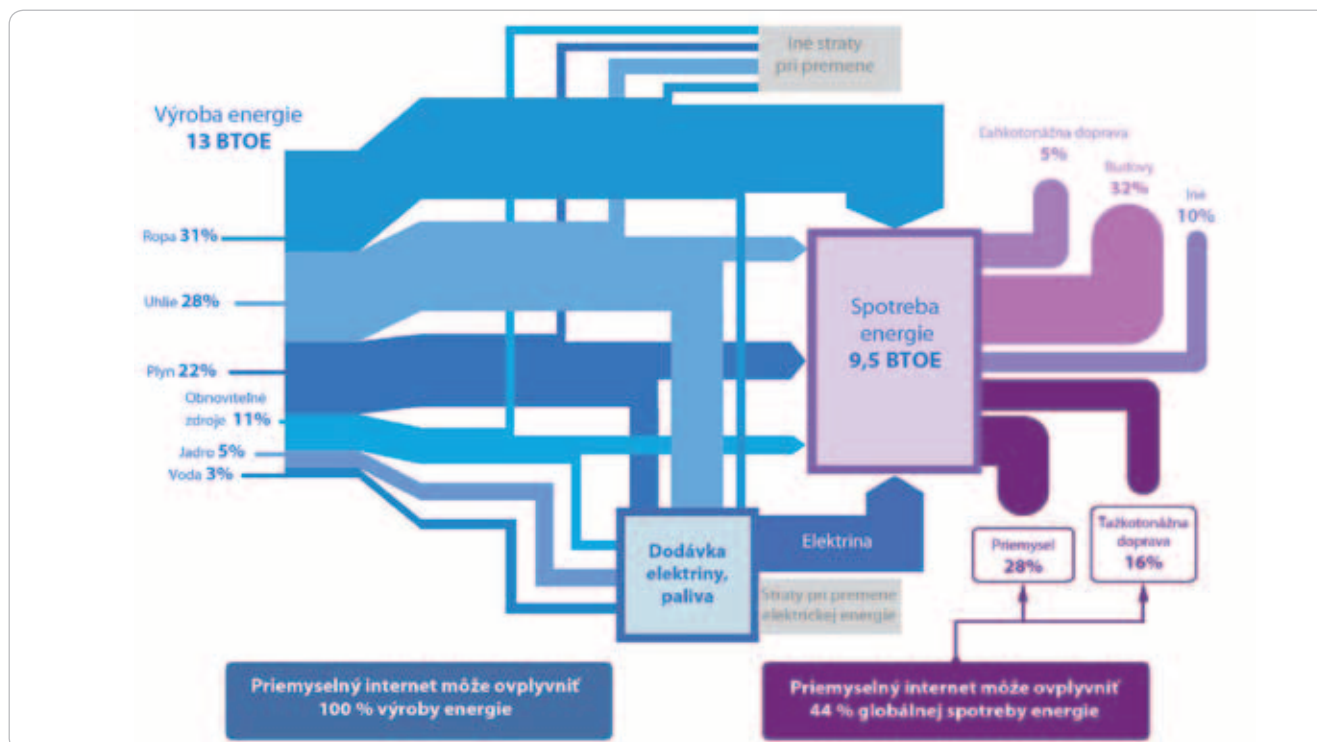 Iné straty
pri premene
Výroba energie
13 BTOE
Ropa 31%
Uhlie 28%
Plyn 22%
Obnoviteľné
zdroje 11%
Jadro 5%
Voda 3%
Dodávka
elektriny,
paliva
Elektrina
Straty pri premene
elektrickej energie
Spotreba
energie
9,5 BTOE
Ľahkotonážna doprava
5%
Budovy
32%
Iné
10%
Priemysel
28%
Ťažkotonážna
doprava
16%
Priemyselný internet môže ovplyvniť
100 % výroby energie
Priemyselný internet môže ovplyvniť
44 % globálnej spotreby energie